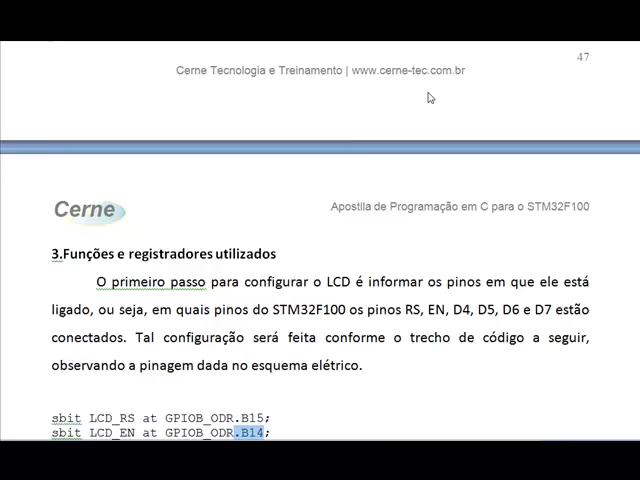 47
Cerne Tecnologia e Treinamento | www.cerne-tec.com.br
Cerne
Apostila de Programação em C para o STM32F100
3.Funções e registradores utilizados
O primeiro passo para configurar o LCD é informar os pinos em que ele está
ligado, ou seja, em quais pinos do STM32F100 os pinos RS, EN, D4, D5, D6 e D7 estão
conectados. Tal configuração será feita conforme o trecho de código a seguir,
observando a pinagem dada no esquema elétrico.
sbit LCD_RS at GPIOB_ODR.B15;
sbit LCD_EN at GPIOB_ODR.B14;